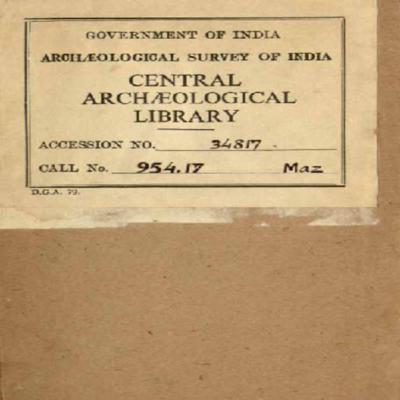 GOVERNMENT OF INDIA
ARCHÆOLOGICAL SURVEY OF INDIA
CENTRAL
ARCHÆOLOGICAL
LIBRARY
ACCESSION NO. 34817
CALL No. 954.17 Maz
D.G.A. 79.